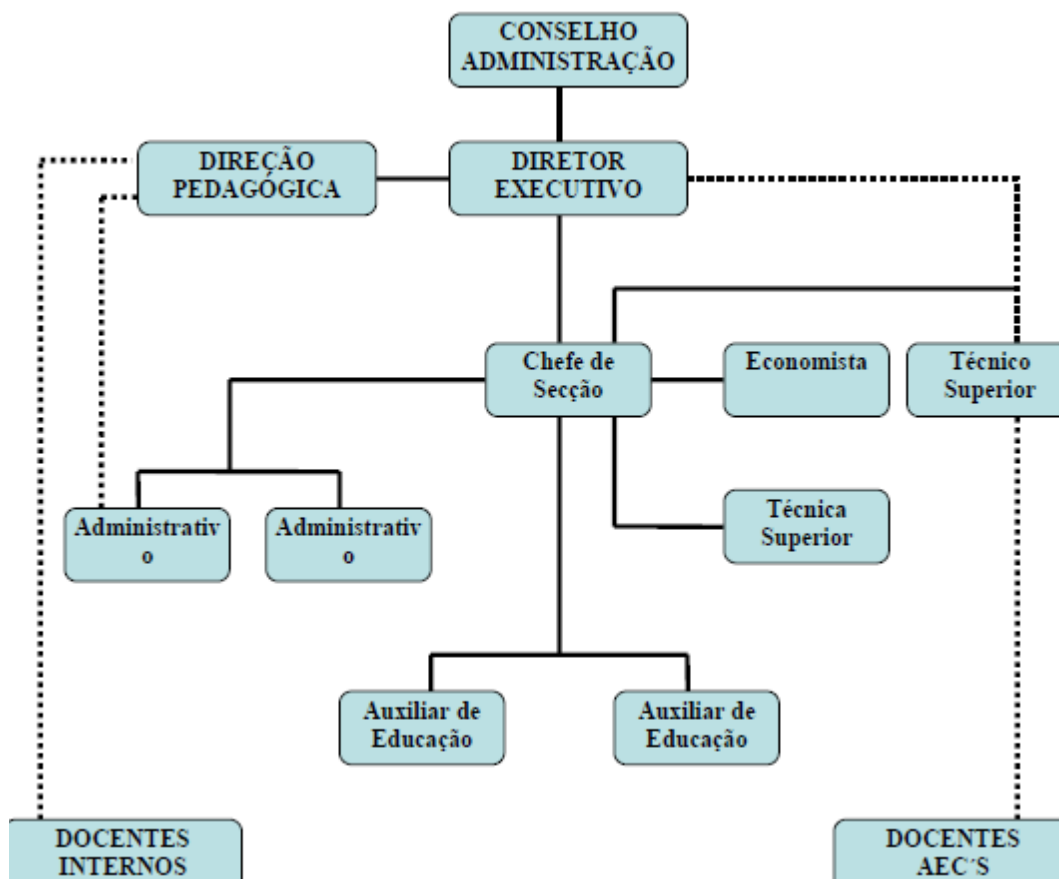 CONSELHO
ADMINISTRAÇÃO
DIREÇÃO
PEDAGÓGICA
DIRETOR
EXECUTIVO
Chefe de
Secção
Economista
Técnico
Superior
Administrativ
o
Administrativ
o
Técnica
Superior
Auxiliar de
Educação
Auxiliar de
Educação
DOCENTES
INTERNOS
DOCENTES
AEC´S